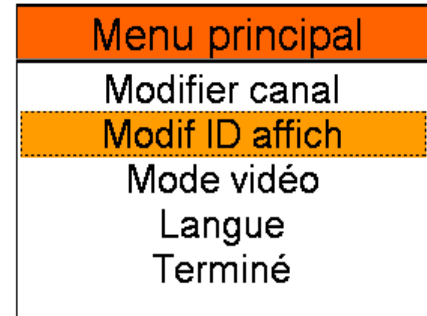 Menu principal
Modifier canal
Modif ID affich
Mode vidéo
Langue
Terminé